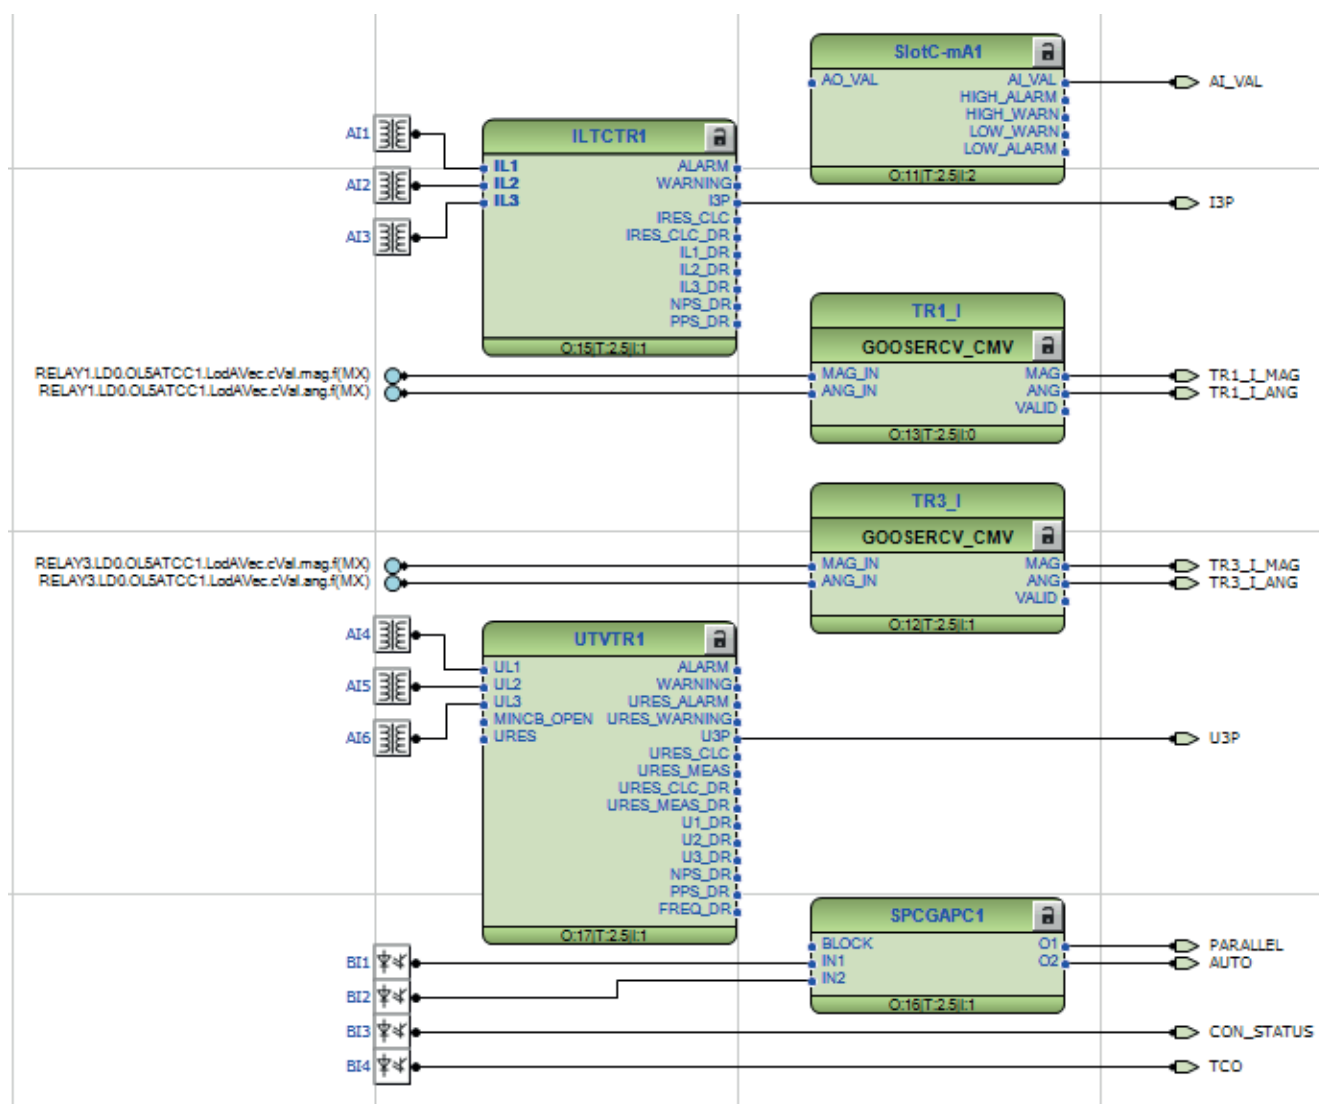 SlotC-mA1
AO_VAL AI_VAL
HIGH_ALARM
HIGH_WARN
LOW_WARN
LOW_ALARM
O:11|T:2.5|I:2
AI_VAL
AI1
AI2
AI3
ILTCTR1
IL1 ALARM
IL2 WARNING
IL3 I3P
IRES_CLC
IRES_CLC_DR
IL1_DR
IL2_DR
IL3_DR
NPS_DR
PPS_DR
O:15|T:2.5|I:1
I3P
RELAY1.LD0.OL5ATCC1.LodAVec.cVal.mag.f(MX)
RELAY1.LD0.OL5ATCC1.LodAVec.cVal.ang.f(MX)
TR1_I
GOOSERCV_CMV
MAG_IN MAG
ANG_IN ANG
VALID
O:13|T:2.5|I:0
TR1_I_MAG
TR1_I_ANG
RELAY3.LD0.OL5ATCC1.LodAVec.cVal.mag.f(MX)
RELAY3.LD0.OL5ATCC1.LodAVec.cVal.ang.f(MX)
TR3_I
GOOSERCV_CMV
MAG_IN MAG
ANG_IN ANG
VALID
O:12|T:2.5|I:1
TR3_I_MAG
TR3_I_ANG
AI4
AI5
AI6
UTVTR1
UL1 ALARM
UL2 WARNING
UL3 URES_ALARM
MINCB_OPEN URES_WARNING
URES U3P
URES_CLC
URES_MEAS
URES_CLC_DR
URES_MEAS_DR
U1_DR
U2_DR
U3_DR
NPS_DR
PPS_DR
FREQ_DR
O:17|T:2.5|I:1
U3P
BI1
BI2
BI3
BI4
SPCGAPC1
BLOCK O1
IN1 O2
IN2
O:16|T:2.5|I:1
PARALLEL
AUTO
CON_STATUS
TCO